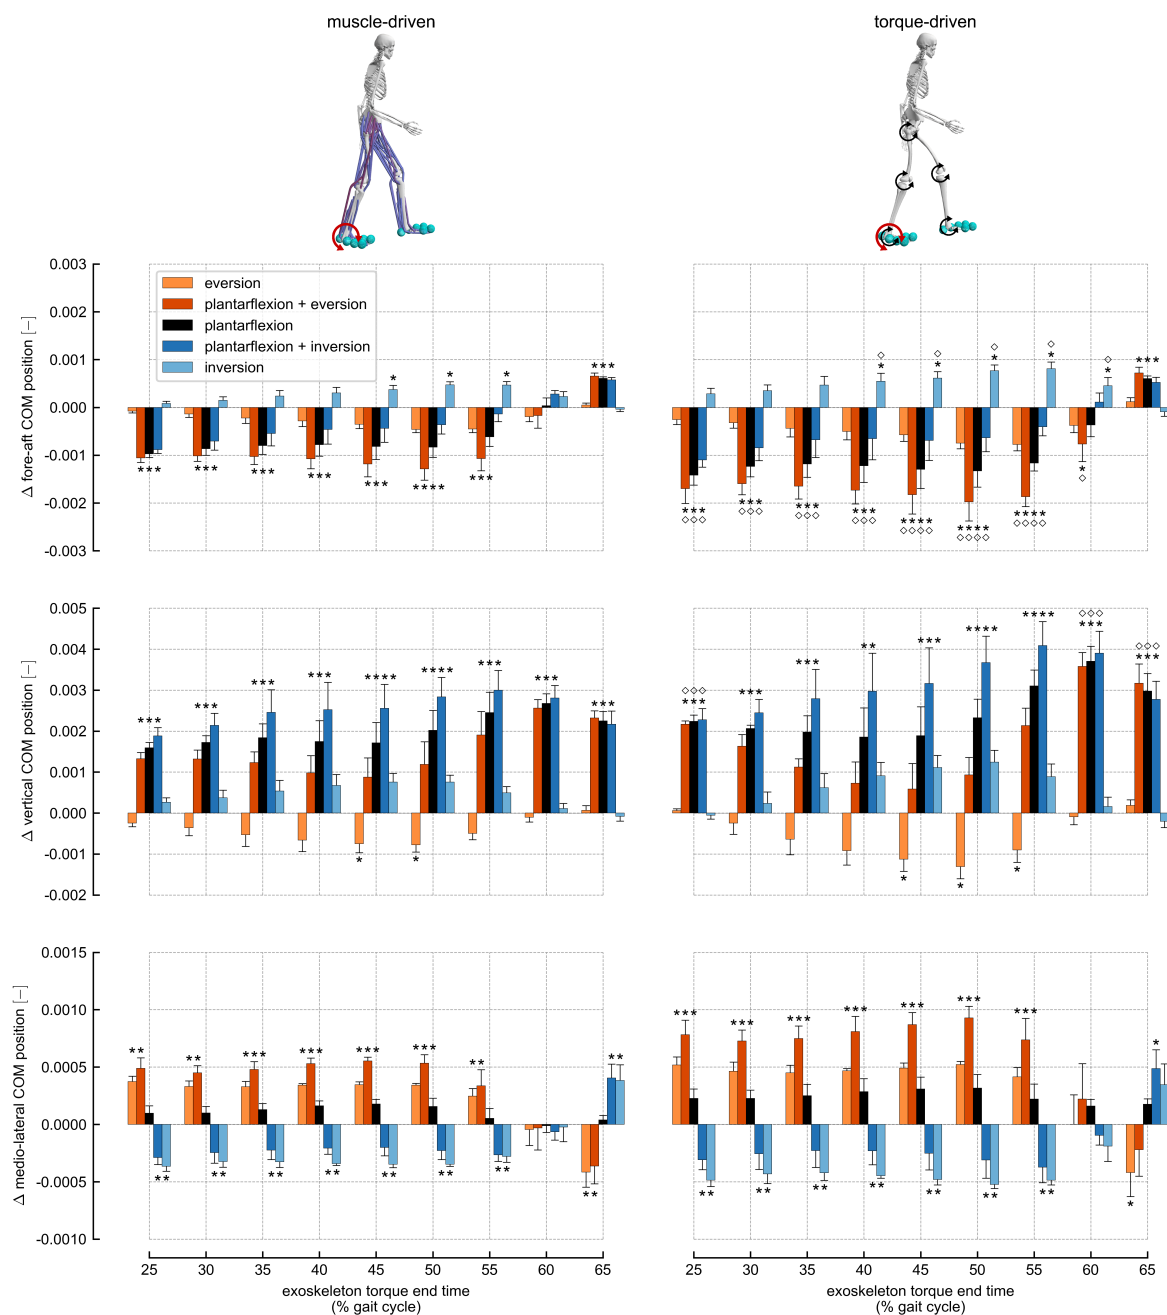 muscle-driven
torque-driven
Δ fore-aft COM position [−]
0.003
0.002
0.001
0.000
-0.001
-0.002
-0.003
eversion
plantarflexion + eversion
plantarflexion
plantarflexion + inversion
inversion
* * *
* * *
* * *
* * *
* * *
* * * *
* * *
*
*
*
* * *
* * *
◇◇◇
* * *
◇◇◇
* * *
◇◇◇
* * *
◇◇◇
* * * *
◇◇◇◇
* * * *
◇◇◇◇
* * * *
◇◇◇◇
◇
*
◇
*
◇
*
◇
*
◇
*
*
◇
* * *
Δ vertical COM position [−]
0.005
0.004
0.003
0.002
0.001
0.000
-0.001
-0.002
* * *
* * *
* * *
* * *
* * * *
* * * *
* * *
* * *
* * *
*
*
◇◇◇
* * *
* * *
* * *
* *
* * *
* * * *
* * * *
◇◇◇
* * *
◇◇◇
* * *
*
*
*
Δ medio-lateral COM position [−]
0.0015
0.0010
0.0005
0.0000
-0.0005
-0.0010
* *
* *
* * *
* * *
* * *
* * *
* *
* *
* *
* *
* *
* *
* *
* *
* *
* *
* * *
* * *
* * *
* * *
* * *
* * *
* * *
*
* *
* *
* *
* *
* *
* *
* *
*
25 30 35 40 45 50 55 60 65
exoskeleton torque end time
(% gait cycle)
25 30 35 40 45 50 55 60 65
exoskeleton torque end time
(% gait cycle)